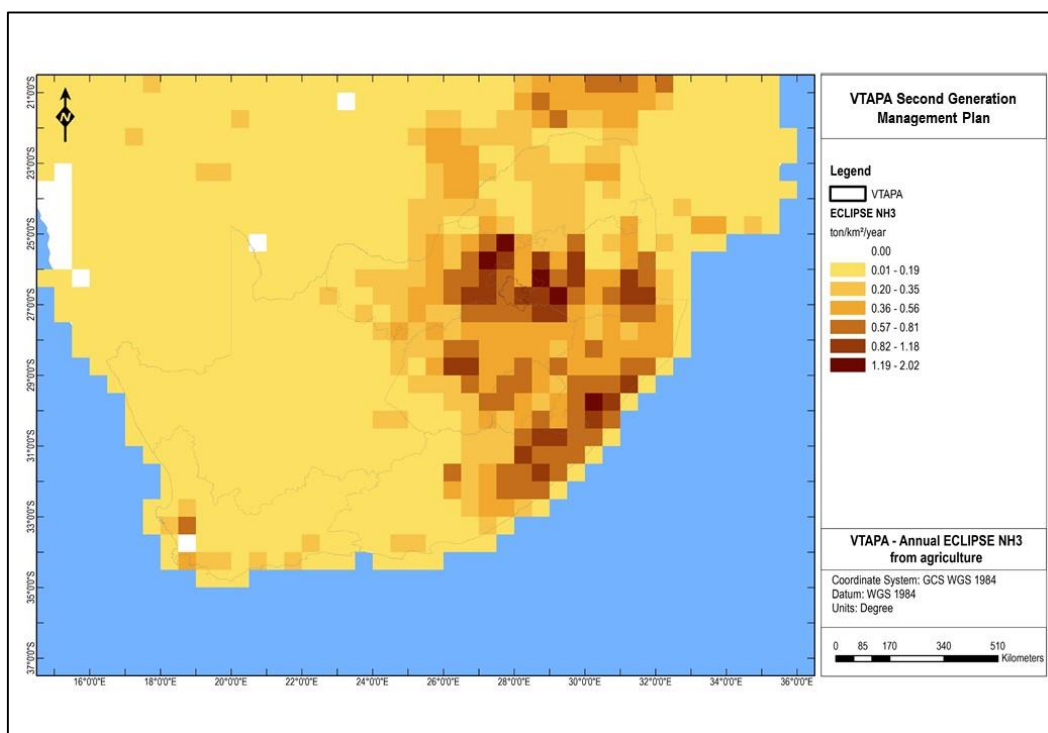 N
21°0'0"S
23°0'0"S
25°0'0"S
27°0'0"S
29°0'0"S
31°0'0"S
33°0'0"S
35°0'0"S
37°0'0"S
16°0'0"E
18°0'0"E
20°0'0"E
22°0'0"E
24°0'0"E
26°0'0"E
28°0'0"E
30°0'0"E
32°0'0"E
34°0'0"E
36°0'0"E
VTAPA Second Generation
Management Plan
Legend
VTAPA
ECLIPSE NH3
ton/km²/year
0.00
0.01 - 0.19
0.20 - 0.35
0.36 - 0.56
0.57 - 0.81
0.82 - 1.18
1.19 - 2.02
VTAPA - Annual ECLIPSE NH3
from agriculture
Coordinate System: GCS WGS 1984
Datum: WGS 1984
Units: Degree
0 85 170 340 510
Kilometers